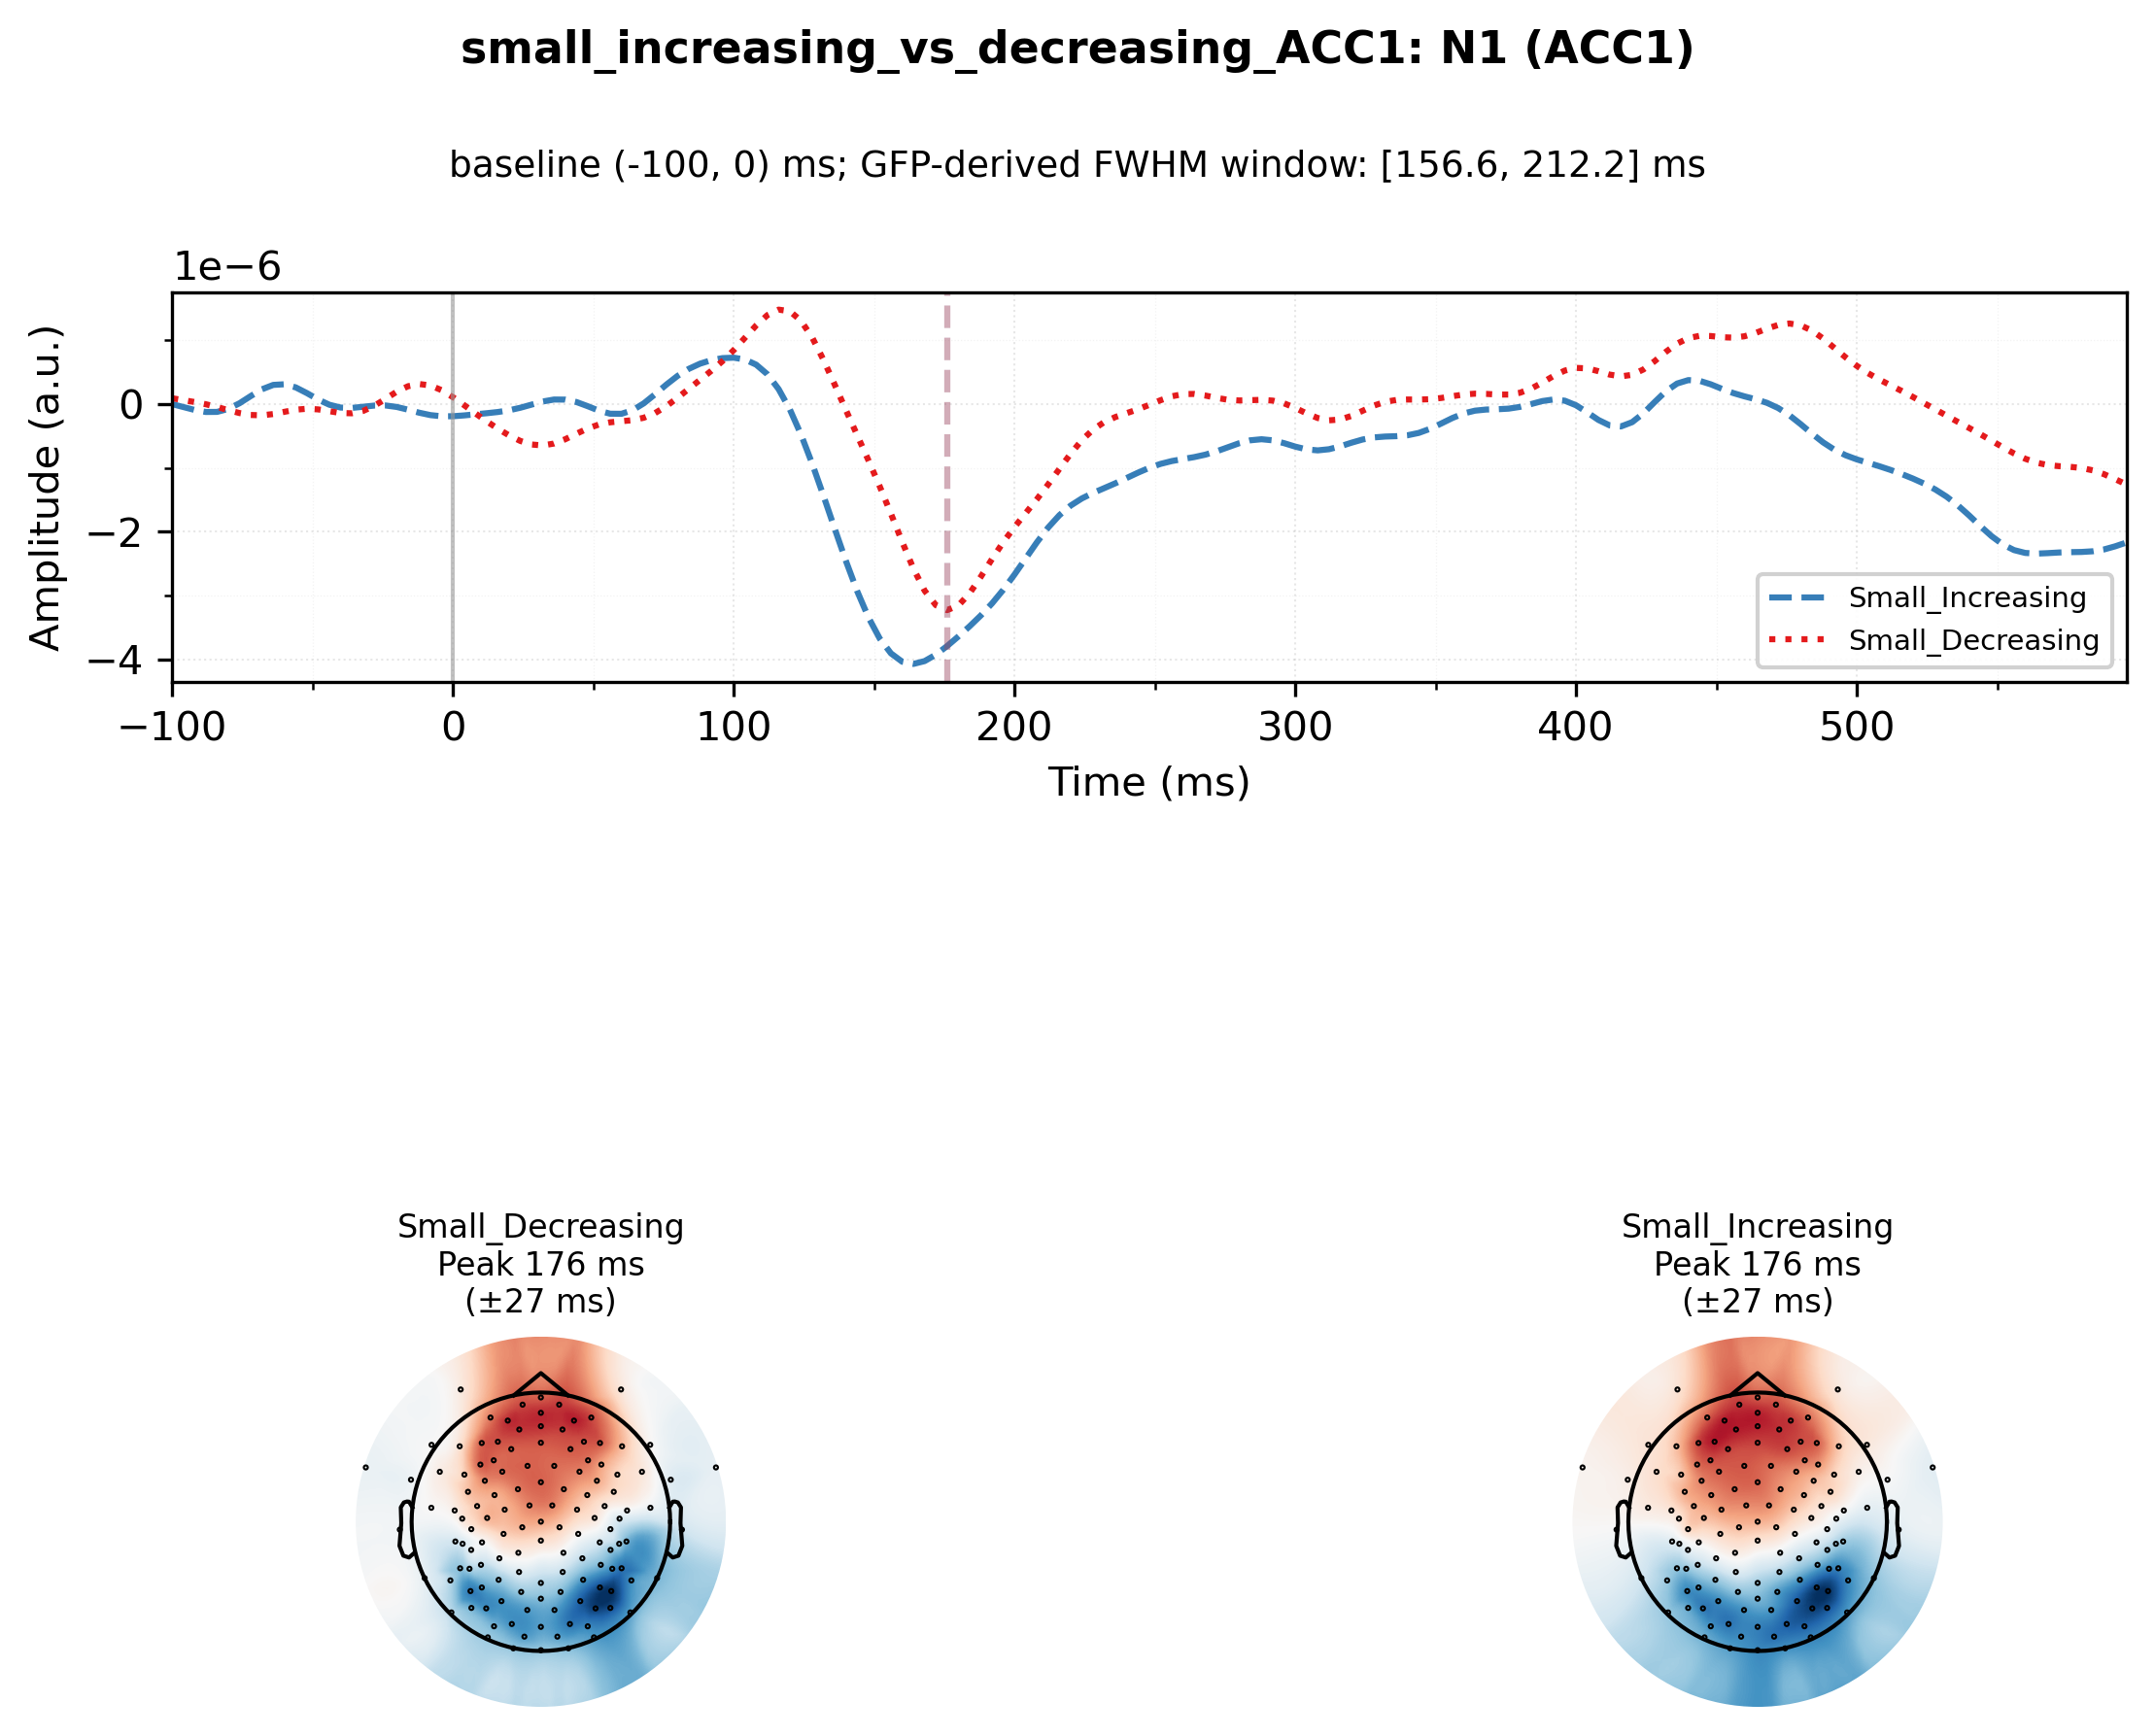 small_increasing_vs_decreasing_ACC1: N1 (ACC1)
baseline (-100, 0) ms; GFP-derived FWHM window: [156.6, 212.2] ms
1e−6
Amplitude (a.u.)
0
−2
−4
Small_Increasing
Small_Decreasing
−100 0 100 200 300 400 500
Time (ms)
Small_Decreasing
Peak 176 ms
(±27 ms)
Small_Increasing
Peak 176 ms
(±27 ms)